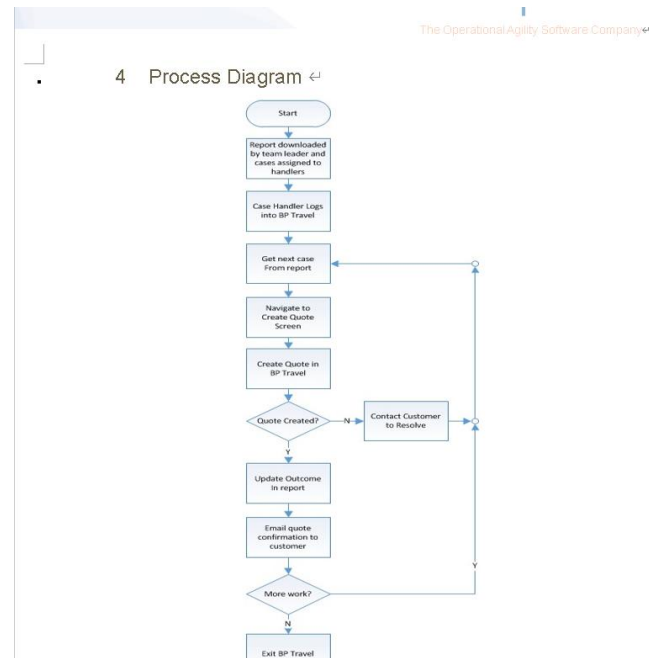 The Operational Agility Software Company
4 Process Diagram
Start
Report downloaded
by team leader and
cases assigned to
handlers
Case Handler Logs
into BP Travel
Get next case
From report
Navigate to
Create Quote
Screen
Create Quote in
BP Travel
Quote Created?
N
Contact Customer
to Resolve
Y
Update Outcome
In report
Email quote
confirmation to
customer
Y
More work?
N
Exit BP Travel